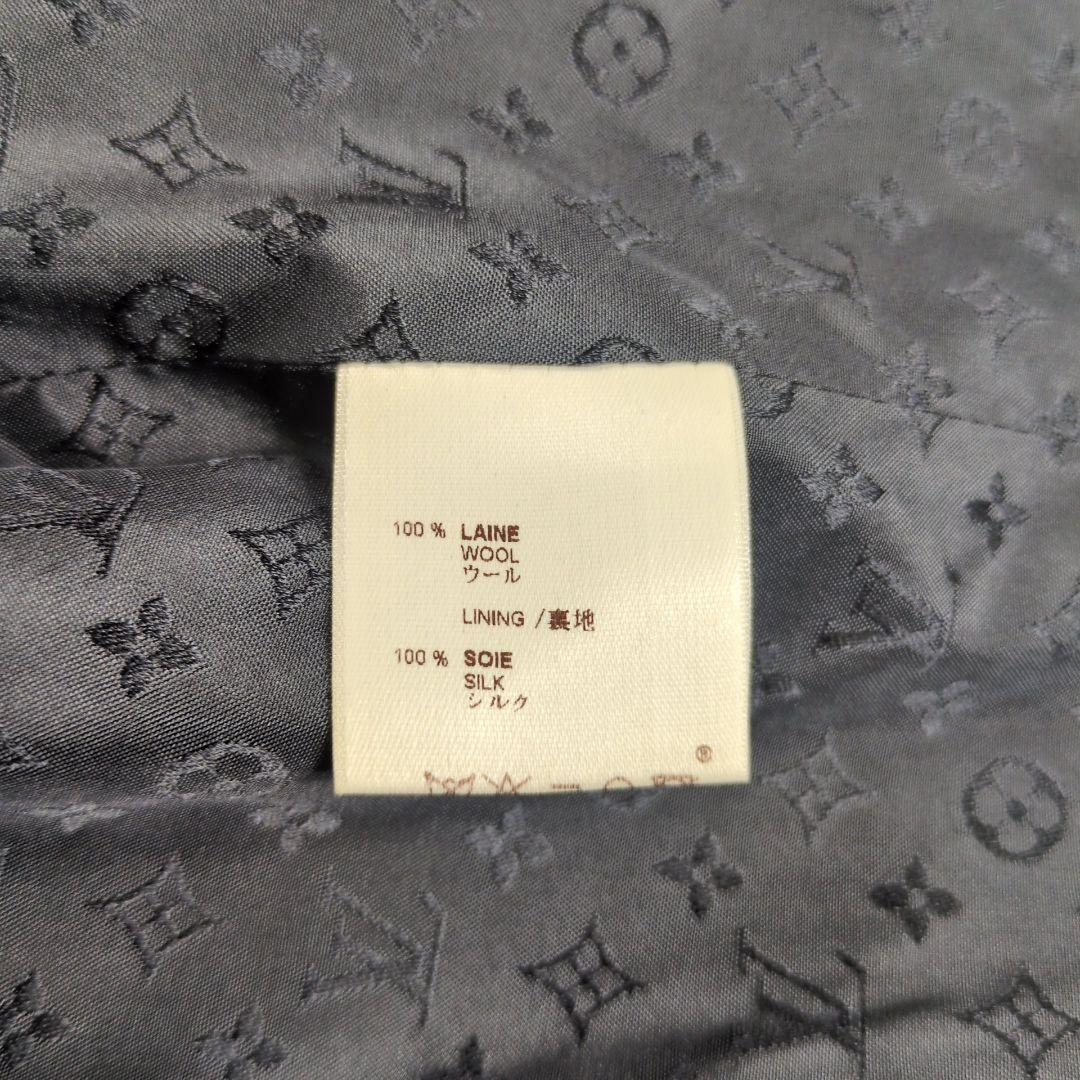 100 % LAINE
WOOL
ウール
LINING / 裏地
100 % SOIE
SILK
シルク
®